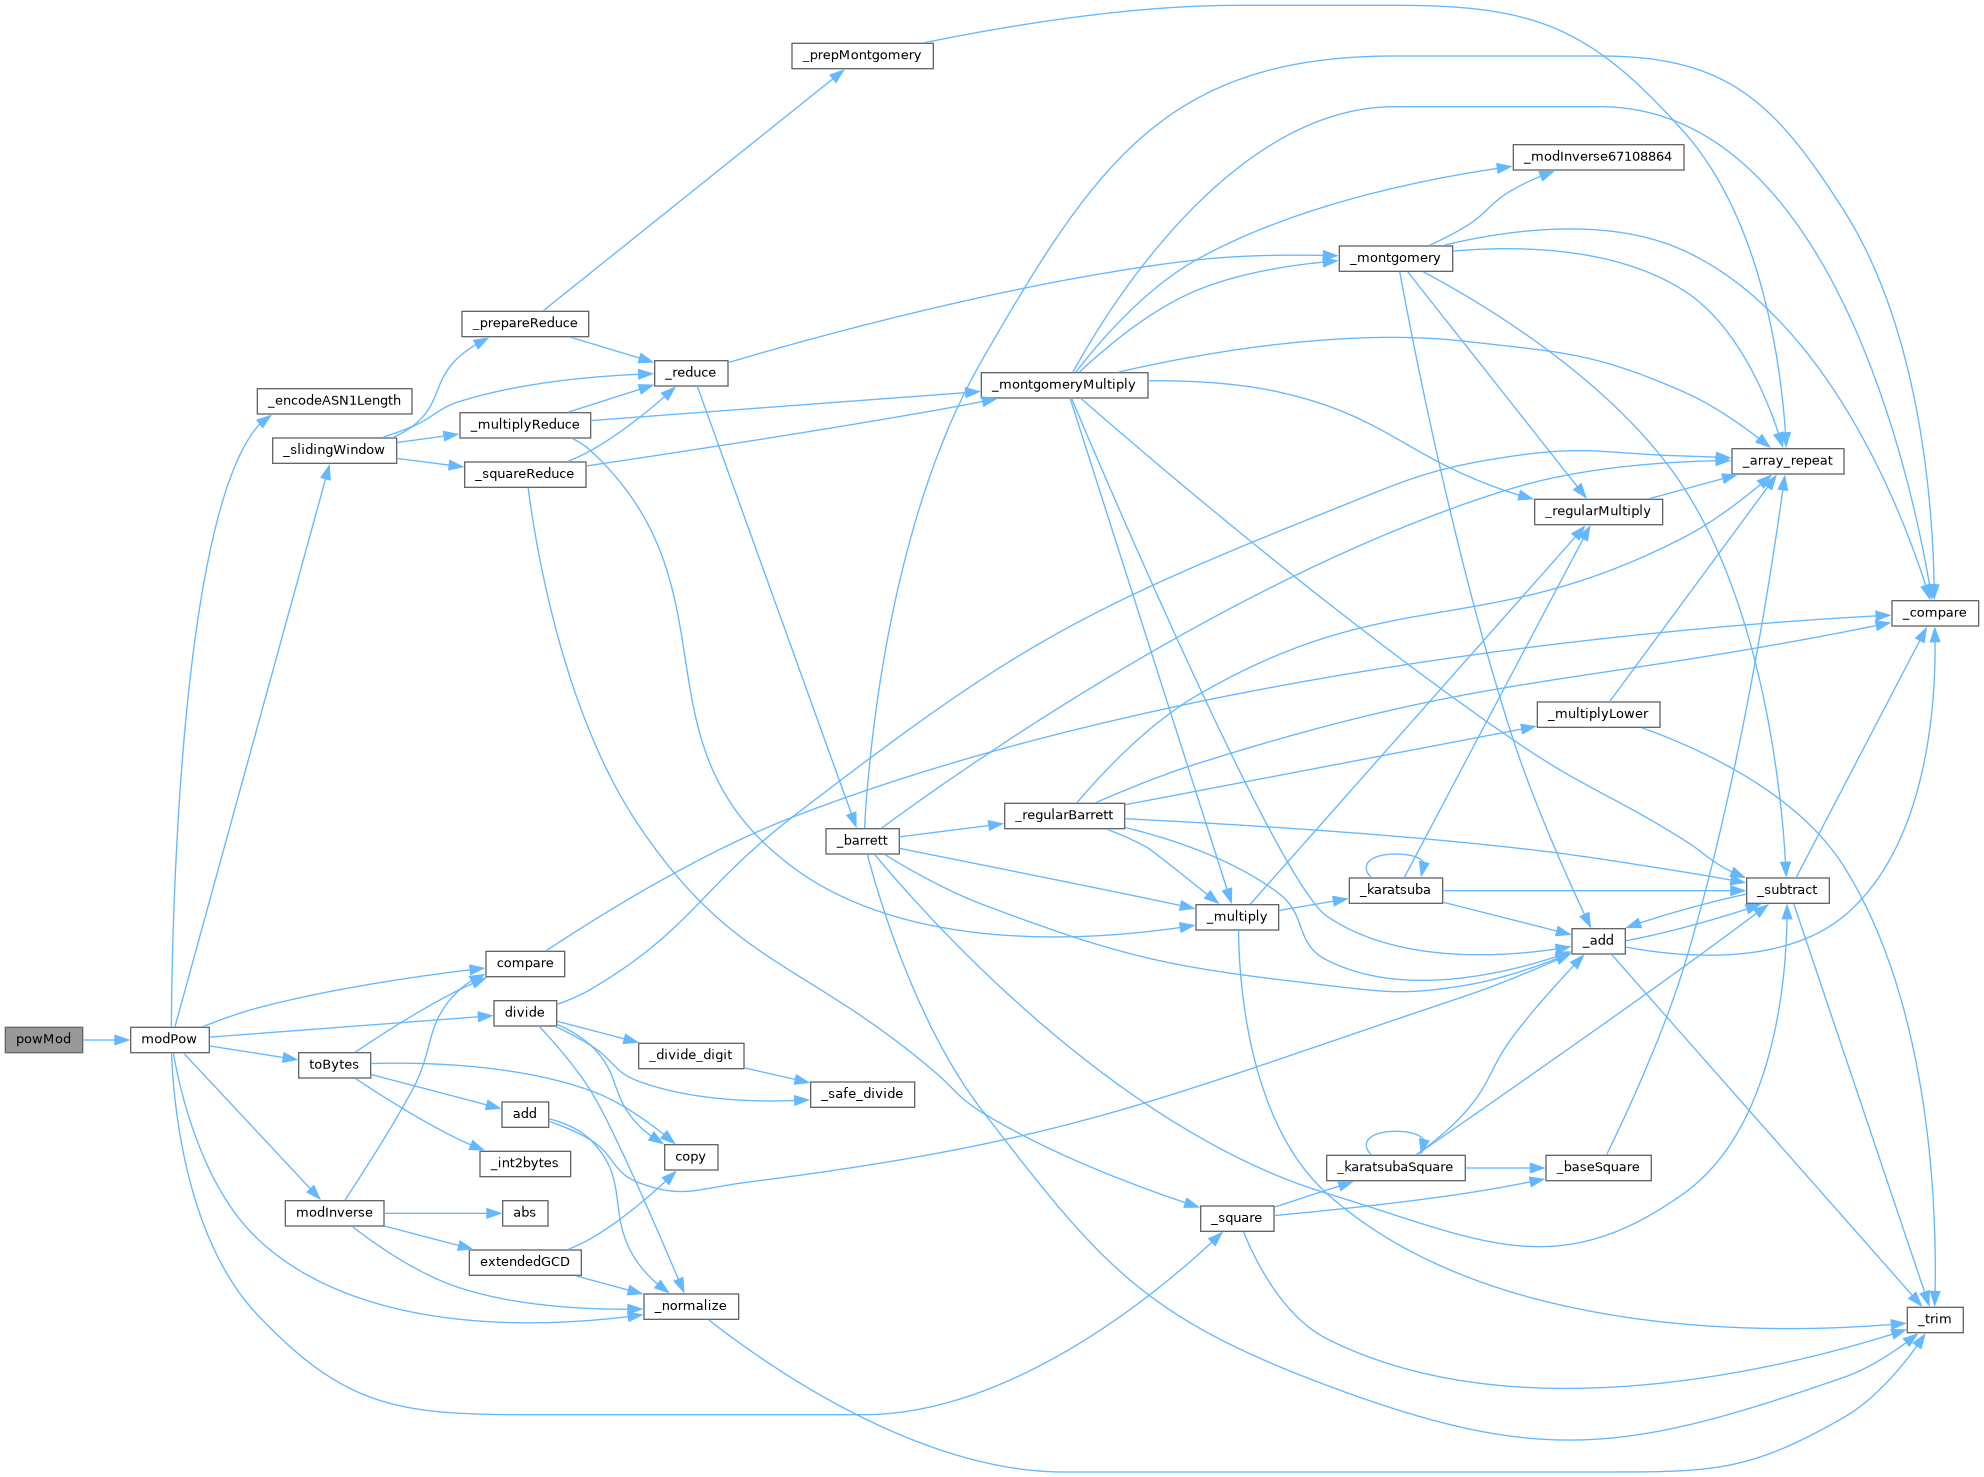 _prepMontgomery
_modInverse67108864
_montgomery
_prepareReduce
_reduce
_montgomeryMultiply
_encodeASN1Length
_multiplyReduce
_slidingWindow
_array_repeat
_squareReduce
_regularMultiply
_compare
_multiplyLower
_regularBarrett
_barrett
_karatsuba
_subtract
_multiply
_add
compare
divide
powMod
modPow
_divide_digit
toBytes
_safe_divide
add
copy
_int2bytes
_karatsubaSquare
_baseSquare
modInverse
abs
_square
extendedGCD
_normalize
_trim